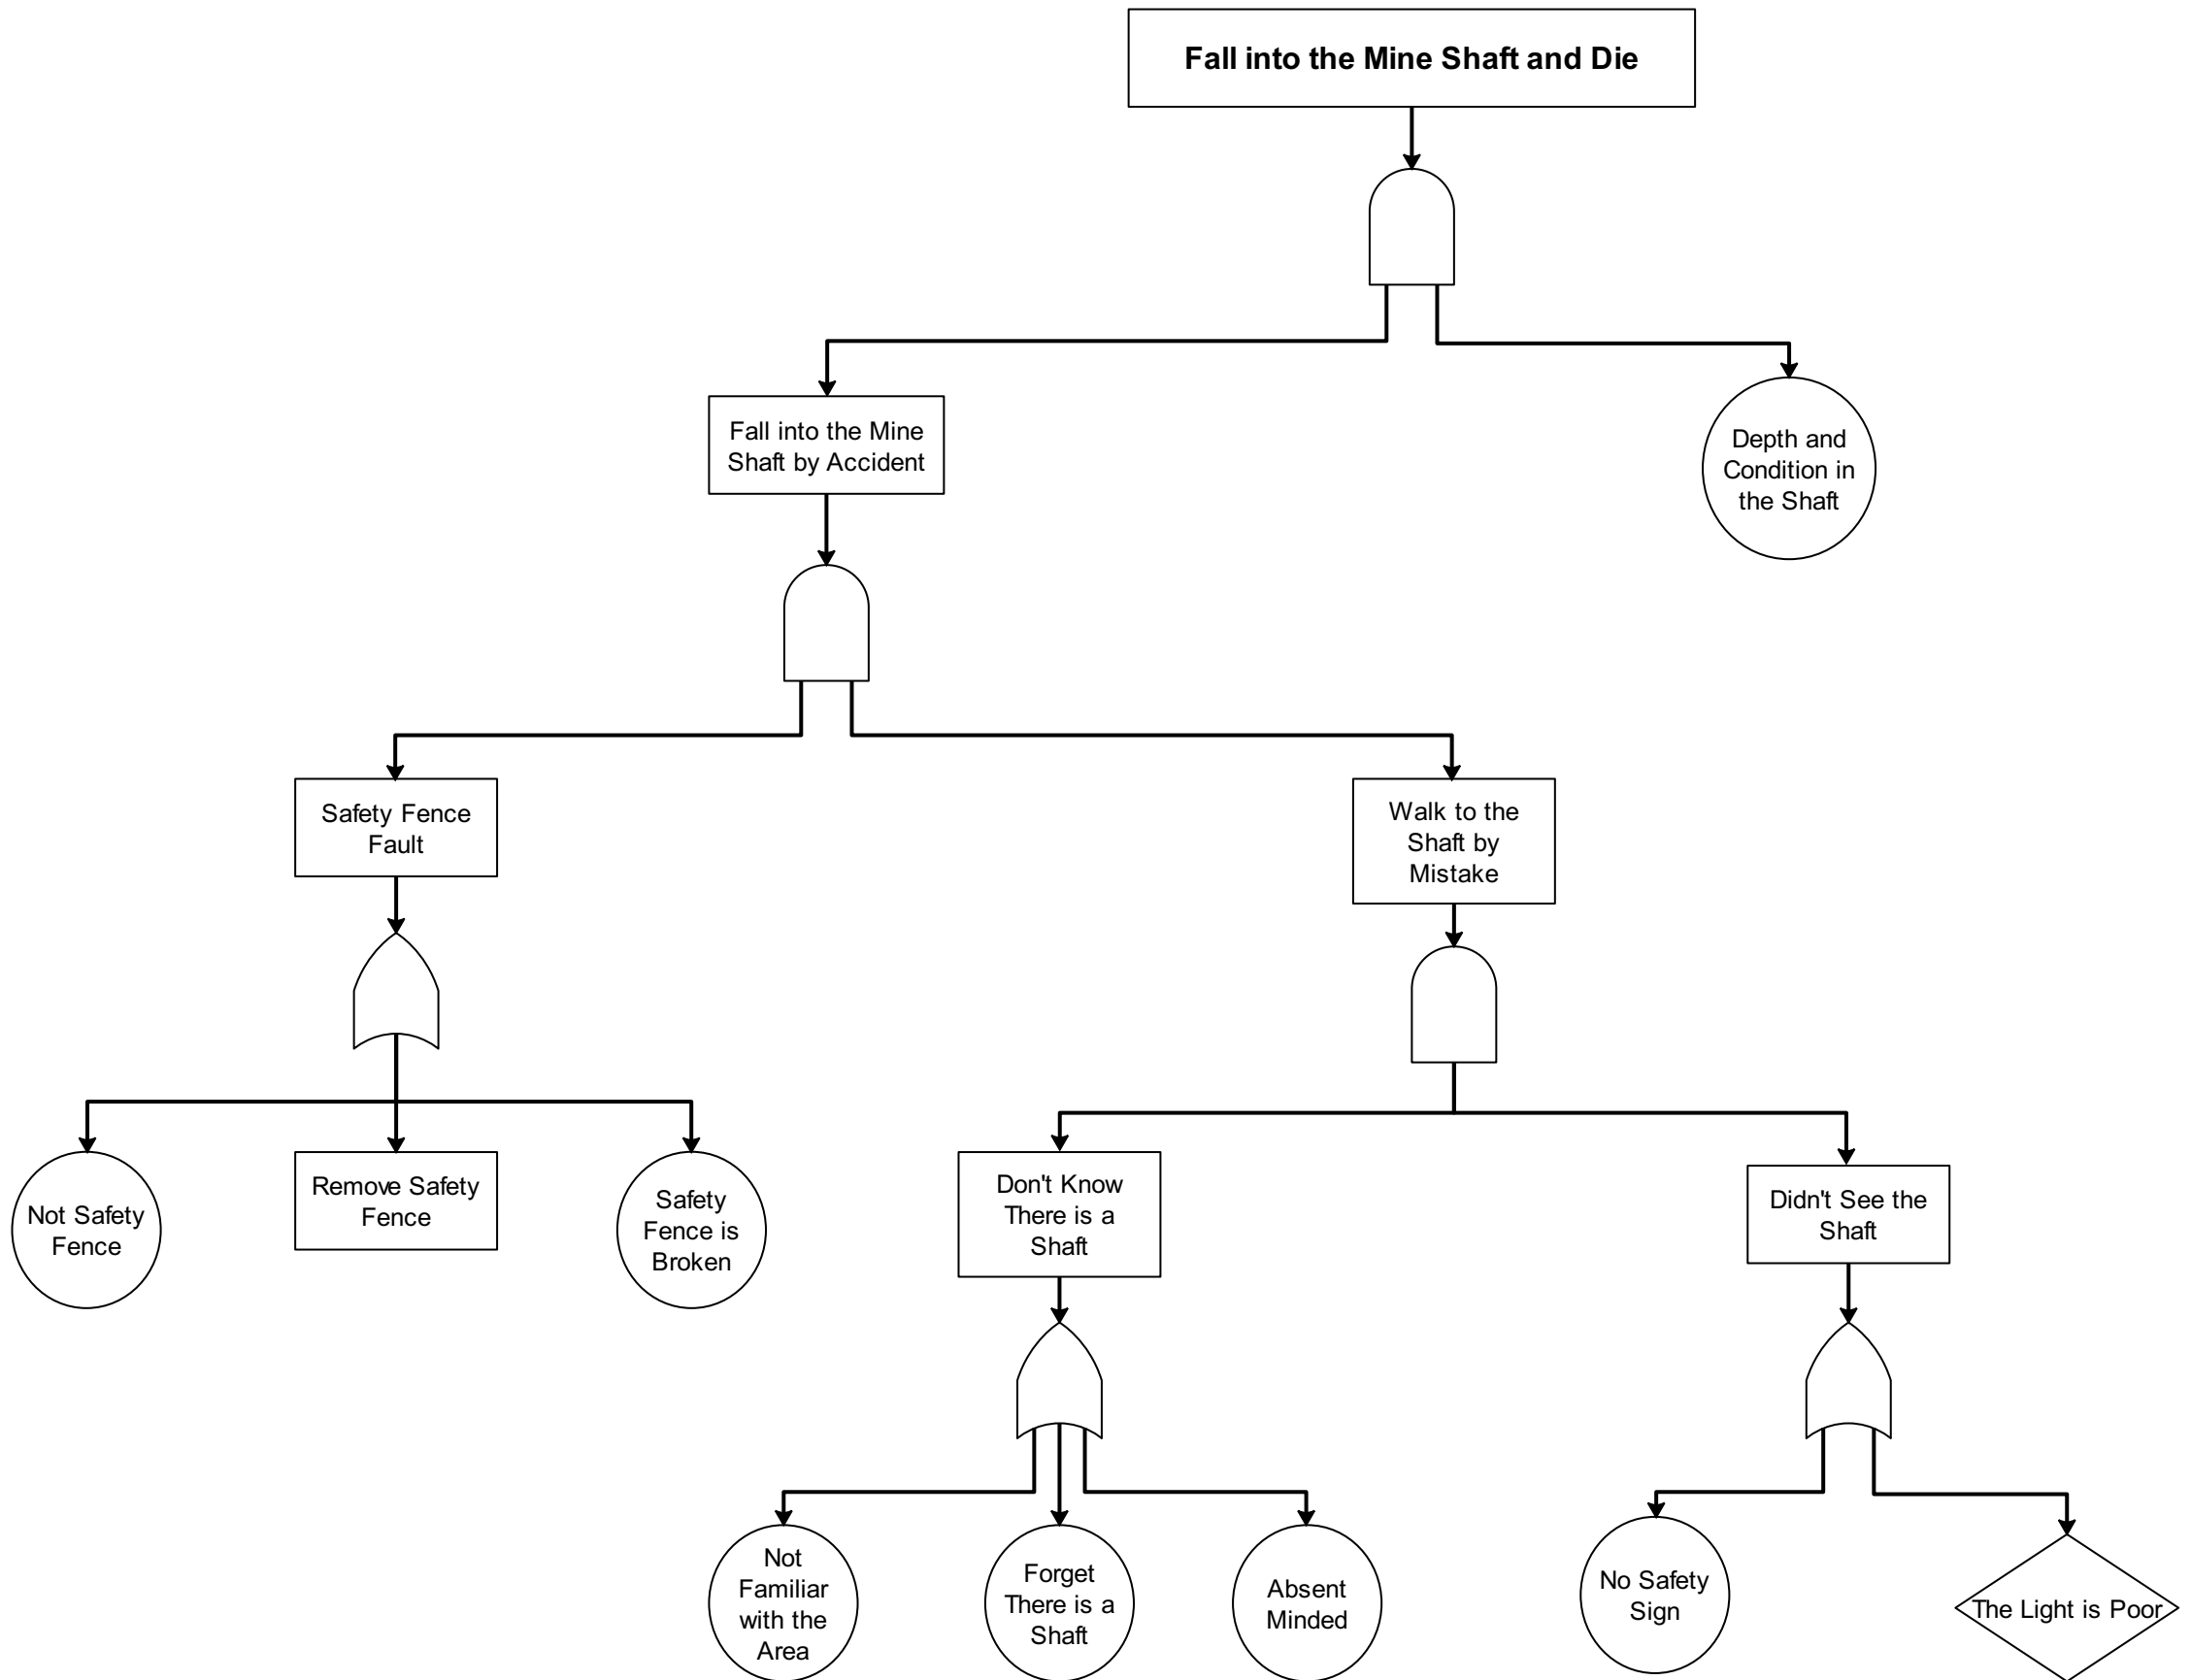 Fall into the Mine Shaft and Die
Fall into the Mine
Shaft by Accident
Depth and
Condition in
the Shaft
Safety Fence
Fault
Walk to the
Shaft by
Mistake
Not Safety
Fence
Remove Safety
Fence
Safety
Fence is
Broken
Don't Know
There is a
Shaft
Didn't See the
Shaft
Not
Familiar
with the
Area
Forget
There is a
Shaft
Absent
Minded
No Safety
Sign
The Light is Poor